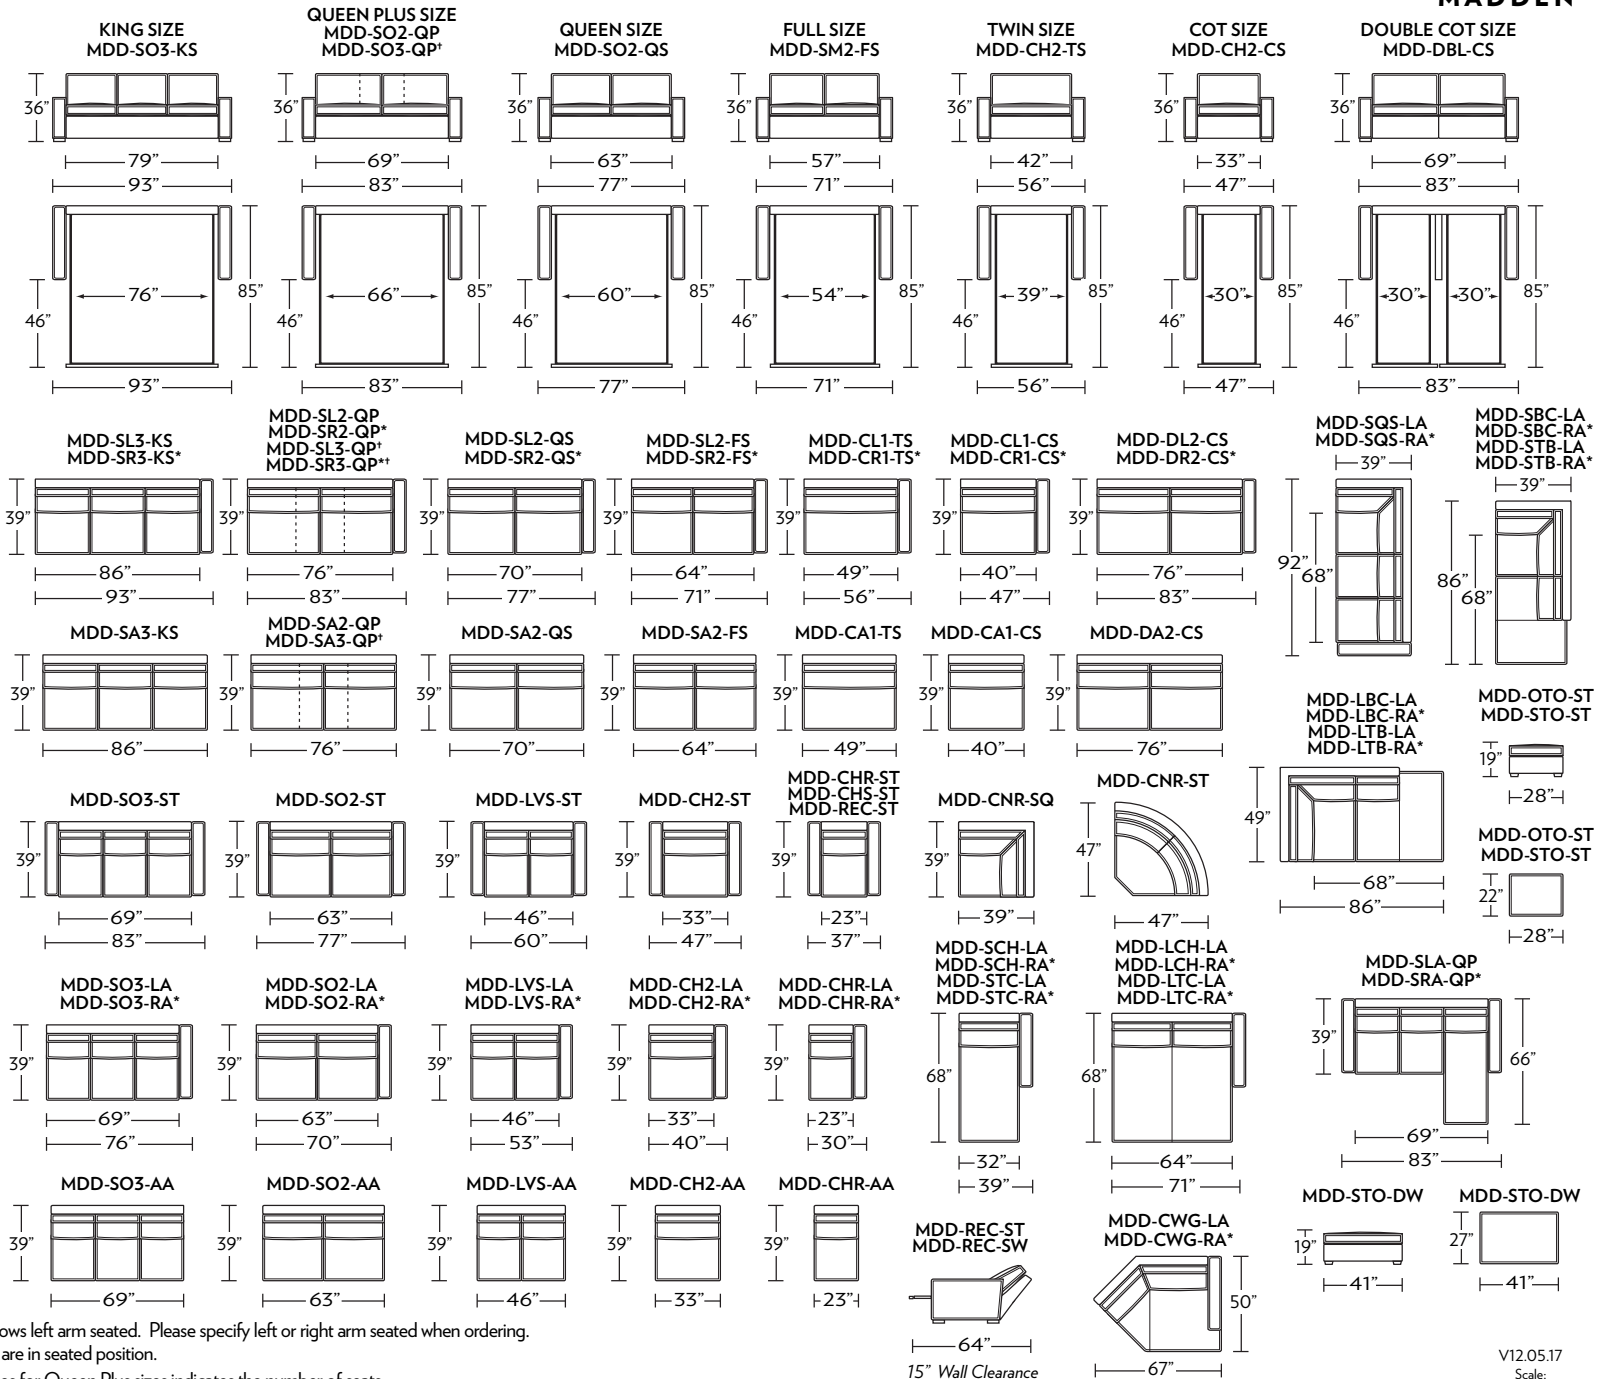 MADDEN
KING SIZE
MDD-SO3-KS
QUEEN PLUS SIZE
MDD-SO2-QP
MDD-SO3-QP†
QUEEN SIZE
MDD-SO2-QS
FULL SIZE
MDD-SM2-FS
TWIN SIZE
MDD-CH2-TS
COT SIZE
MDD-CH2-CS
DOUBLE COT SIZE
MDD-DBL-CS
36” 36” 36” 36” 36” 36” 36”
79” 69” 63” 57” 42” 33” 69”
93” 83” 77” 71” 56” 47” 83”
76” 85” 66” 85” 60” 85” 54” 85” 39” 85” 30” 85” 30” 30” 85”
46” 46” 46” 46” 46” 46” 46”
93” 83” 77” 71” 56” 47” 83”
MDD-SL3-KS
MDD-SR3-KS*
MDD-SL2-QP
MDD-SR2-QP*
MDD-SL3-QP†
MDD-SR3-QP*†
MDD-SL2-QS
MDD-SR2-QS*
MDD-SL2-FS
MDD-SR2-FS*
MDD-CL1-TS
MDD-CR1-TS*
MDD-CL1-CS
MDD-CR1-CS*
MDD-DL2-CS
MDD-DR2-CS*
39” 39” 39” 39” 39” 39” 39”
86” 76” 70” 64” 49” 40” 76”
93” 83” 77” 71” 56” 47” 83”
MDD-SQS-LA
MDD-SQS-RA*
39”
92”
68”
MDD-SBC-LA
MDD-SBC-RA*
MDD-STB-LA
MDD-STB-RA*
39”
86”
68”
MDD-SA3-KS
MDD-SA2-QP
MDD-SA3-QP†
MDD-SA2-QS
MDD-SA2-FS
MDD-CA1-TS
MDD-CA1-CS
MDD-DA2-CS
39” 39” 39” 39” 39” 39” 39”
86” 76” 70” 64” 49” 40” 76”
MDD-LBC-LA
MDD-LBC-RA*
MDD-LTB-LA
MDD-LTB-RA*
49”
68”
86”
MDD-OTO-ST
MDD-STO-ST
19”
28”
MDD-OTO-ST
MDD-STO-ST
22”
28”
MDD-SO3-ST
MDD-SO2-ST
MDD-LVS-ST
MDD-CH2-ST
MDD-CHR-ST
MDD-CHS-ST
MDD-REC-ST
MDD-CNR-SQ
MDD-CNR-ST
39” 39” 39” 39” 39” 39” 47”
69” 63” 46” 33” 23” 39” 47”
83” 77” 60” 47” 37”
MDD-SO3-LA
MDD-SO3-RA*
MDD-SO2-LA
MDD-SO2-RA*
MDD-LVS-LA
MDD-LVS-RA*
MDD-CH2-LA
MDD-CH2-RA*
MDD-CHR-LA
MDD-CHR-RA*
39” 39” 39” 39” 39”
69” 63” 46” 33” 23”
76” 70” 53” 40” 30”
MDD-SCH-LA
MDD-SCH-RA*
MDD-STC-LA
MDD-STC-RA*
68”
32”
39”
MDD-LCH-LA
MDD-LCH-RA*
MDD-LTC-LA
MDD-LTC-RA*
68”
64”
71”
MDD-SLA-QP
MDD-SRA-QP*
39” 66”
69”
83”
MDD-SO3-AA
MDD-SO2-AA
MDD-LVS-AA
MDD-CH2-AA
MDD-CHR-AA
39” 39” 39” 39” 39”
69” 63” 46” 33” 23”
MDD-REC-ST
MDD-REC-SW
64”
15” Wall Clearance
MDD-CWG-LA
MDD-CWG-RA*
50”
67”
MDD-STO-DW
19”
41”
MDD-STO-DW
27”
41”
ows left arm seated. Please specify left or right arm seated when ordering.
are in seated position.
for Queen Plus sizes indicates the number of seats
V12.05.17
Scale: